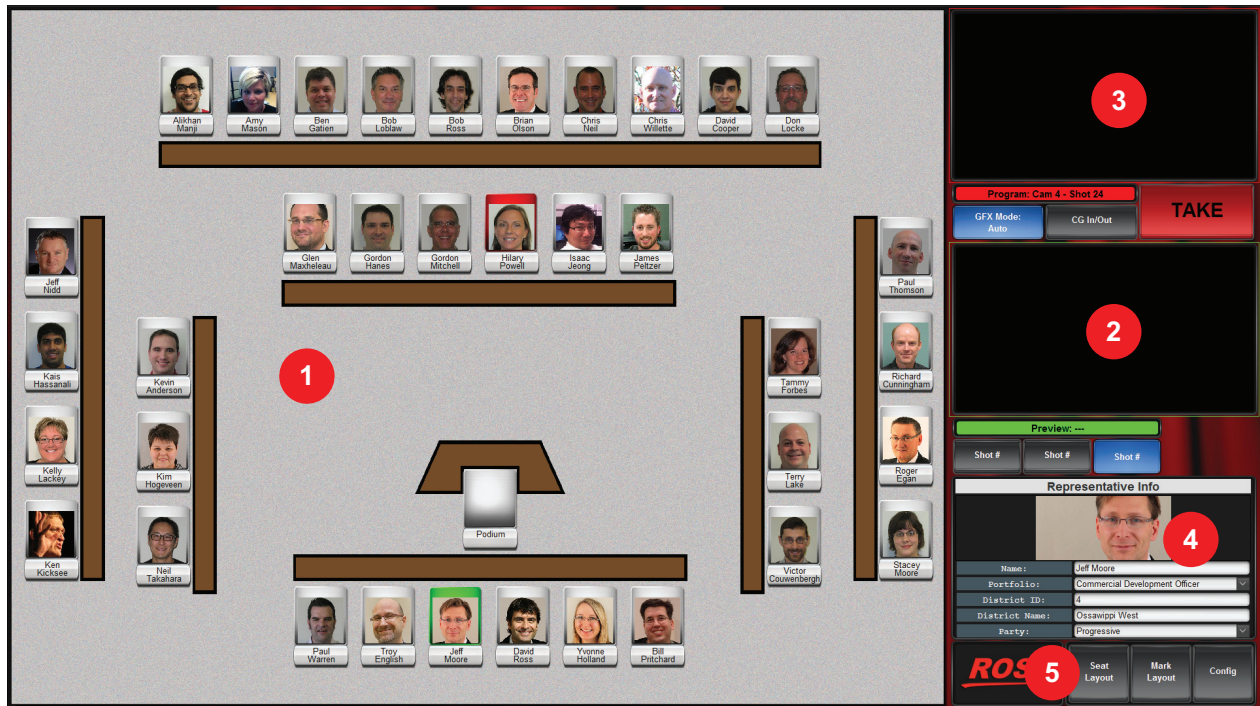 Alikhan
Manji
Amy
Mason
Ben
Gatien
Bob
Loblaw
Bob
Ross
Brian
Olson
Chris
Neil
Chris
Willette
David
Cooper
Don
Locke
Glen
Maxheleau
Gordon
Hanes
Gordon
Mitchell
Hilary
Powell
Isaac
Jeong
James
Peltzer
Jeff
Nidd
Kais
Hassanali
Kelly
Lackey
Ken
Kicksee
Kevin
Anderson
Kim
Hogeveen
Neil
Takahara
1
Podium
Tammy
Forbes
Terry
Lake
Victor
Couwenbergh
Paul
Thomson
Richard
Cunningham
Roger
Egan
Stacey
Moore
Paul
Warren
Troy
English
Jeff
Moore
David
Ross
Yvonne
Holland
Bill
Pritchard
3
Program: Cam 4 - Shot 24
GFX Mode:
Auto
CG In/Out
TAKE
2
Preview: ---
Shot #
Shot #
Shot #
Representative Info
4
Name: Jeff Moore
Portfolio: Commercial Development Officer
District ID: 4
District Name: Ossawippi West
Party: Progressive
5
Seat
Layout
Mark
Layout
Config